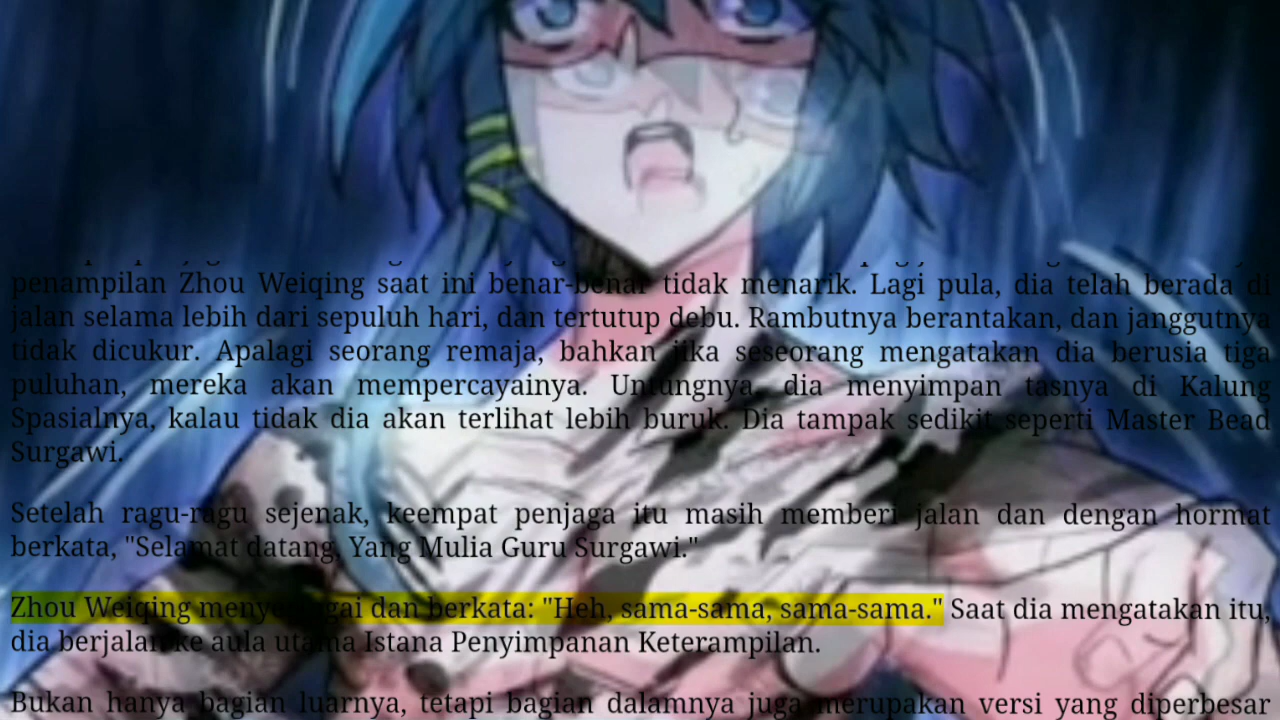 penampilan Zhou Weiqing saat ini benar-benar tidak menarik. Lagi pula, dia telah berada di
jalan selama lebih dari sepuluh hari, dan tertutup debu. Rambutnya berantakan, dan janggutnya
tidak dicukur. Apalagi seorang remaja, bahkan jika seseorang mengatakan dia berusia tiga
puluhan, mereka akan mempercayainya. Untungnya, dia menyimpan tasnya di Kalung
Spasialnya, kalau tidak dia akan terlihat lebih buruk. Dia tampak sedikit seperti Master Bead
Surgawi.
Setelah ragu-ragu sejenak, keempat penjaga itu masih memberi jalan dan dengan hormat
berkata, "Selamat datang, Yang Mulia Guru Surgawi."
Zhou Weiqing menyeringai dan berkata: "Heh, sama-sama, sama-sama." Saat dia mengatakan itu,
dia berjalan ke aula utama Istana Penyimpanan Keterampilan.
Bukan hanya bagian luarnya, tetapi bagian dalamnya juga merupakan versi yang diperbesar